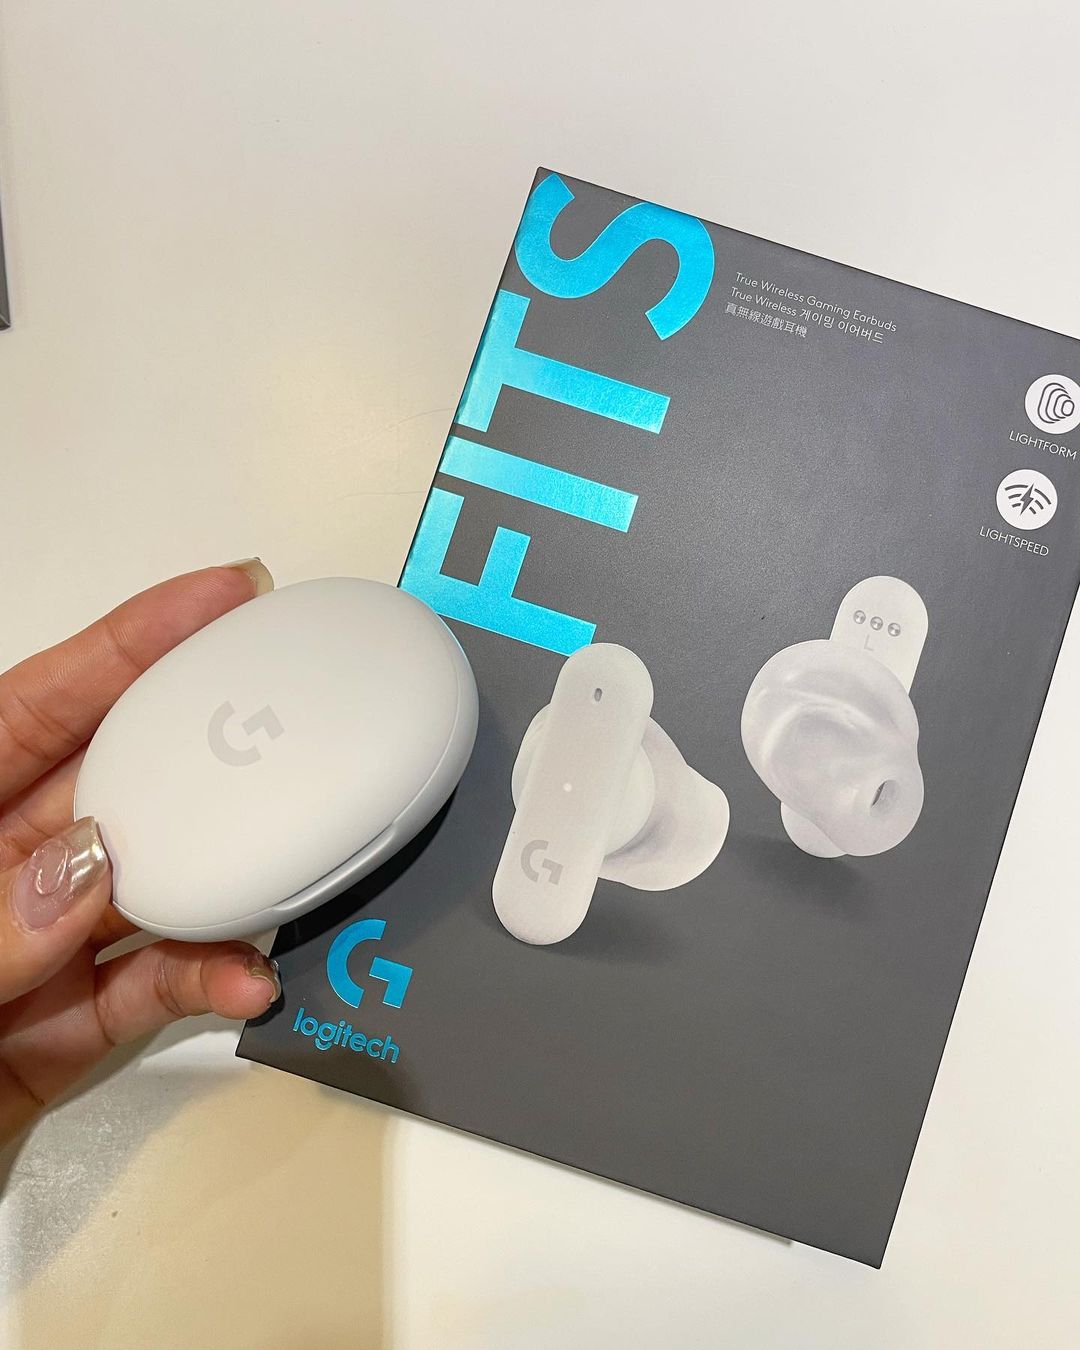 FITS
True Wireless Gaming Earbuds
True Wireless 게이밍 이어버드
真無線遊戲耳機
LIGHTFORM
LIGHTSPEED
L
G
G
G
logitech